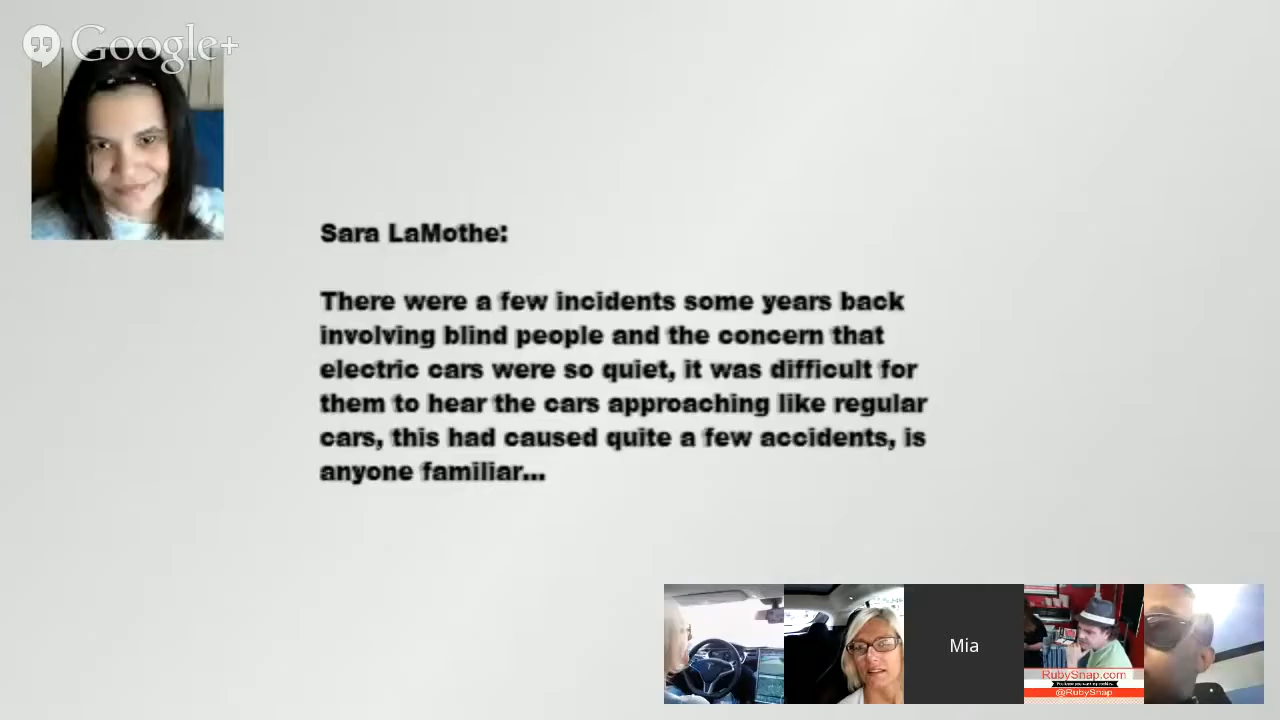 Google+
Sara LaMothe:
There were a few incidents some years back
involving blind people and the concern that
electric cars were so quiet, it was difficult for
them to hear the cars approaching like regular
cars, this had caused quite a few accidents, is
anyone familiar...
Mia
RubySnap.com
@RubySnap